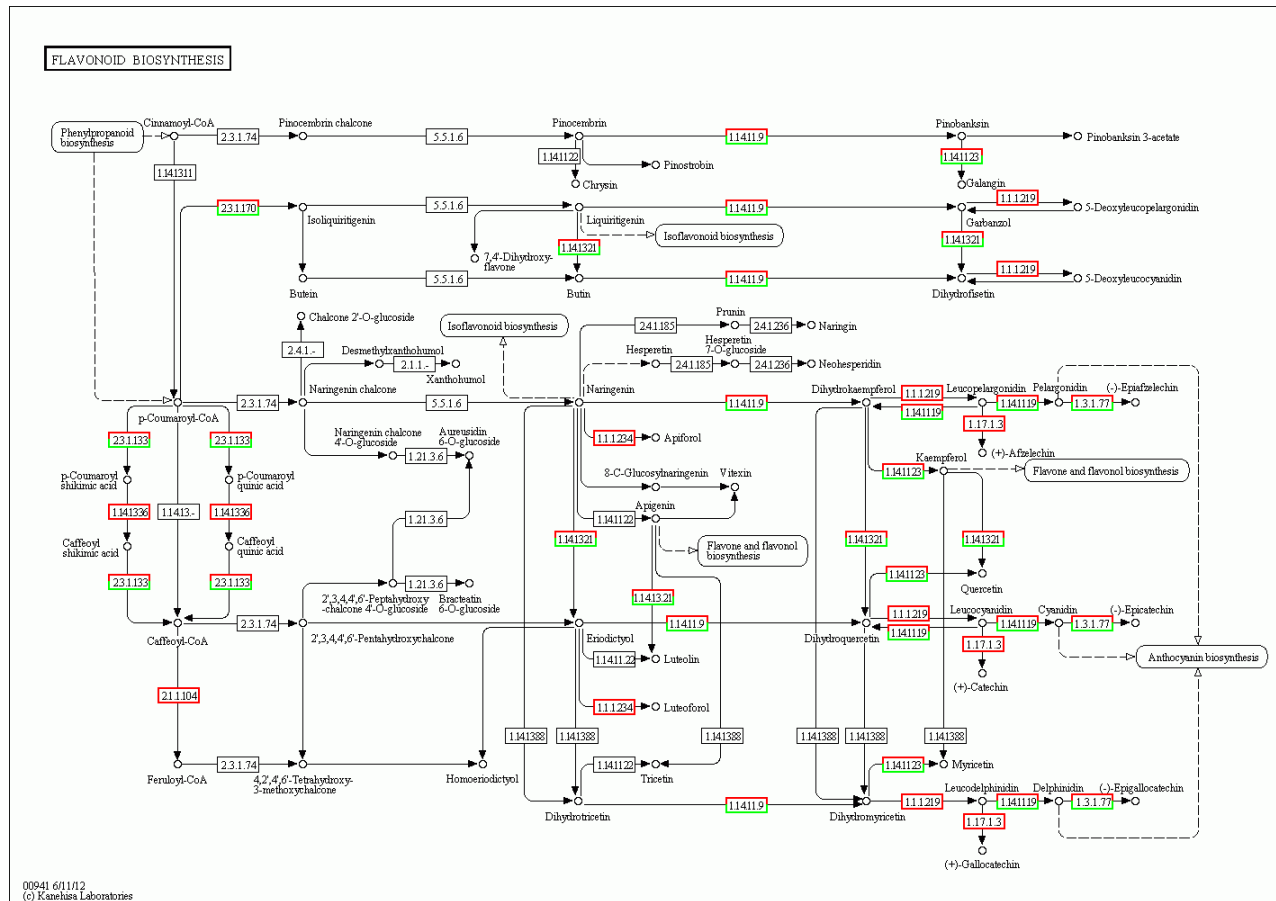 FLAVONOID BIOSYNTHESIS
Phenylpropanoid
biosynthesis
Cinnamoyl-CoA
2.3.1.74
Pinocembrin chalcone
5.5.1.6
Pinocembrin
1.14.11.9
Pinobanksin
Pinobanksin 3-acetate
1.14.13.11
1.14.11.22
Pinostrobin
Chrysin
1.14.11.23
Galangin
2.3.1.170
Isoliquiritigenin
5.5.1.6
Liquiritigenin
1.14.11.9
Garbanzol
1.1.1.219
5-Deoxyleucopelargonidin
Isoflavonoid biosynthesis
7,4'-Dihydroxy-
flavone
1.14.13.21
1.14.13.21
Butein
5.5.1.6
Butin
1.14.11.9
Dihydrofisetin
1.1.1.219
5-Deoxyleucocyanidin
Chalcone 2'-O-glucoside
2.4.1.-
Isoflavonoid biosynthesis
2.4.1.185
Prunin
2.4.1.236
Naringin
Desmethylxanthohumol
2.1.1.-
Xanthohumol
Hesperetin
2.4.1.185
Hesperetin
7-O-glucoside
2.4.1.236
Neohesperidin
p-Coumaroyl-CoA
2.3.1.74
Naringenin chalcone
5.5.1.6
Naringenin
1.14.11.9
Dihydrokaempferol
1.1.1.219
1.14.11.19
Leucopelargonidin
1.14.11.19
Pelargonidin
1.3.1.77
(-)-Epiafzelechin
1.17.1.3
(+)-Afzelechin
2.3.1.133
2.3.1.133
Naringenin chalcone
4'-O-glucoside
1.21.3.6
Aureusidin
6-O-glucoside
1.1.1.234
Apiforol
1.14.11.23
Kaempferol
Flavone and flavonol biosynthesis
p-Coumaroyl
shikimic acid
p-Coumaroyl
quinic acid
8-C-Glucosylnaringenin
Vitexin
1.14.13.36
1.14.13.-
1.14.13.36
1.21.3.6
1.14.11.22
Apigenin
Caffeoyl
shikimic acid
Caffeoyl
quinic acid
1.14.13.21
Flavone and flavonol
biosynthesis
1.14.13.21
1.14.13.21
2.3.1.133
2.3.1.133
1.21.3.6
2',3,4,4',6'-Peptahydroxy
-chalcone 4'-O-glucoside
Bracteatin
6-O-glucoside
1.14.13.21
1.14.11.23
Quercetin
Caffeoyl-CoA
2.3.1.74
2',3,4,4',6'-Pentahydroxychalcone
Eriodictyol
1.14.11.9
Dihydroquercetin
1.1.1.219
1.14.11.19
Leucocyanidin
1.14.11.19
Cyanidin
1.3.1.77
(-)-Epicatechin
1.17.1.3
(+)-Catechin
Anthocyanin biosynthesis
1.14.11.22
Luteolin
2.1.1.104
1.1.1.234
Luteoforol
1.14.13.88
1.14.13.88
1.14.13.88
1.14.13.88
1.14.13.88
1.14.13.88
Feruloyl-CoA
2.3.1.74
4,2',4',6'-Tetrahydroxy-
3-methoxychalcone
Homoeriodictyol
1.14.11.22
Tricetin
1.14.11.23
Myricetin
Dihydrotricetin
1.14.11.9
Dihydromyricetin
1.1.1.219
Leucodelphinidin
1.14.11.19
Delphinidin
1.3.1.77
(-)-Epigallocatechin
1.17.1.3
(+)-Gallocatechin
00941 6/11/12
(c) Kanehisa Laboratories